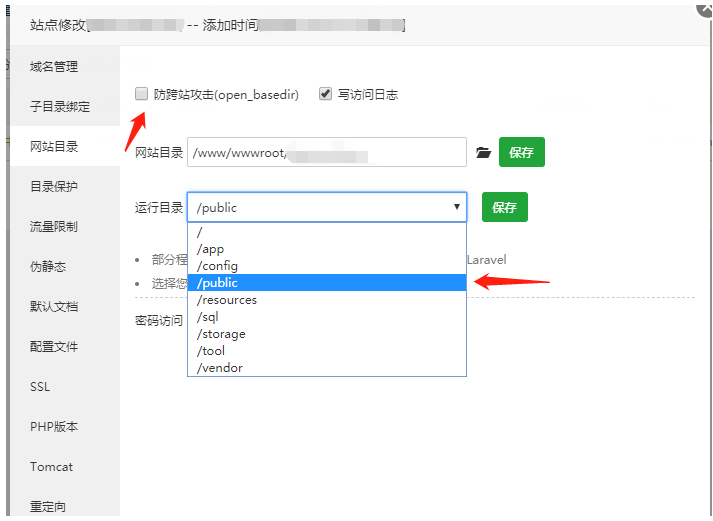 站点修改[ -- 添加时间 ]
域名管理
子目录绑定
网站目录
目录保护
流量限制
伪静态
默认文档
配置文件
SSL
PHP版本
Tomcat
重定向
防跨站攻击(open_basedir) 写访问日志
网站目录 /www/wwwroot/ 保存
运行目录 /public 保存
/
/app
/config
/public
/resources
/sql
/storage
/tool
/vendor
部分程 Laravel
选择您
密码访问